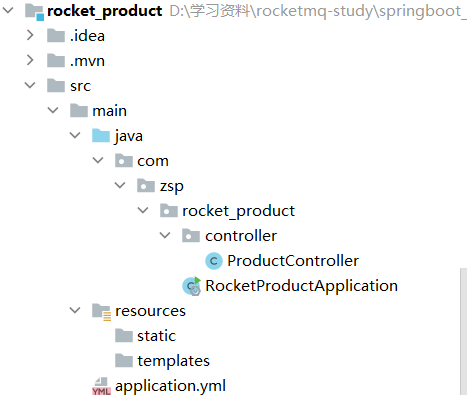 rocket_product D:\学习资料\rocketmq-study\springboot_
.idea
.mvn
src
main
java
com
zsp
rocket_product
controller
ProductController
RocketProductApplication
resources
static
templates
application.yml